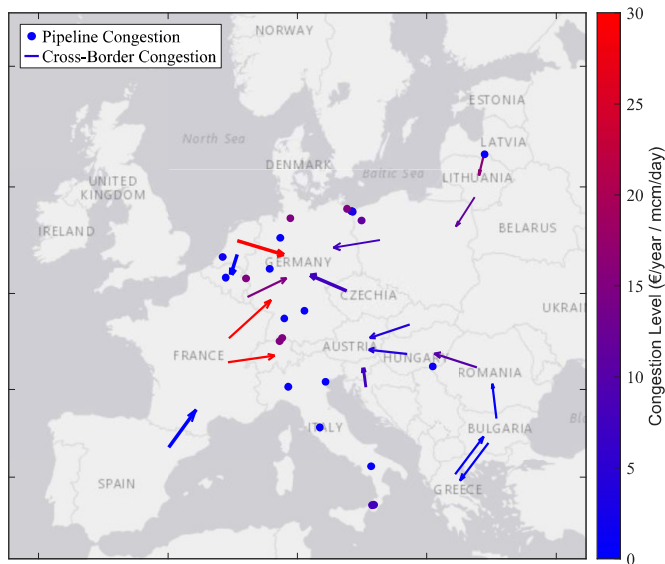 Pipeline Congestion
Cross-Border Congestion
NORWAY
ESTONIA
North Sea
LATVIA
DENMARK
Baltic Sea
LITHUANIA
UNITED
KINGDOM
IRELAND
BELARUS
GERMANY
CZECHIA
UKRAIN
FRANCE
AUSTRIA
HUNGARY
ROMANIA
ITALY
BULGARIA
Bl
SPAIN
GREECE
30
25
20
15
10
5
0
Congestion Level (€/year / mcm/day)